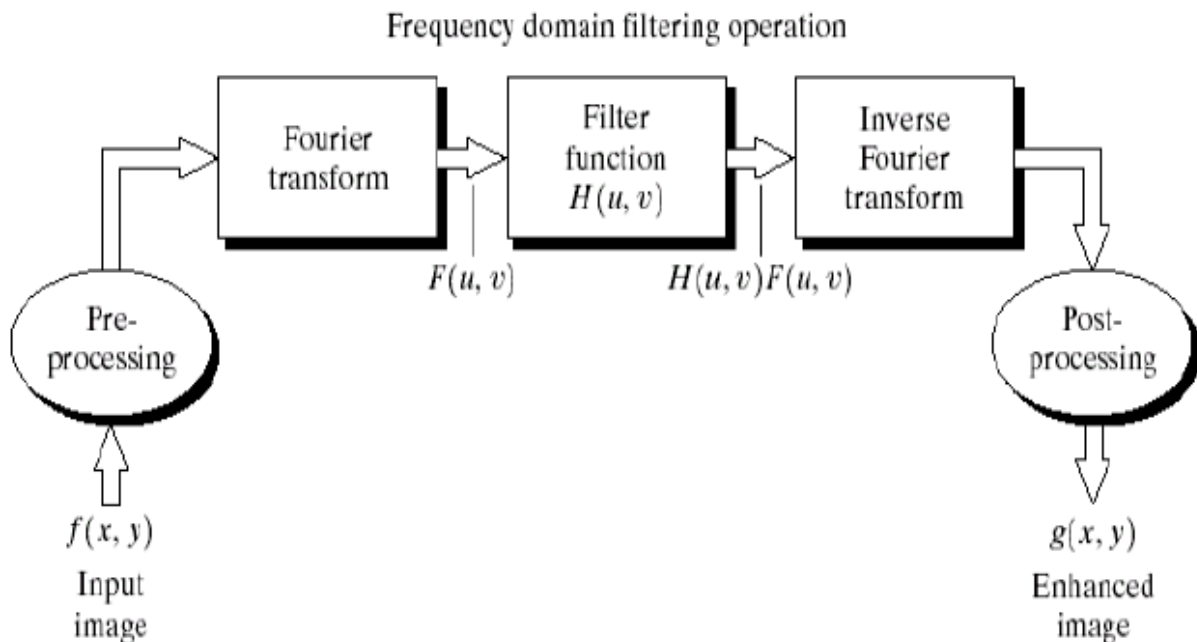 Frequency domain filtering operation
Fourier
transform
Filter
function
H(u, v)
Inverse
Fourier
transform
F(u, v)
H(u, v)F(u, v)
Pre-
processing
Post-
processing
f(x, y)
Input
image
g(x, y)
Enhanced
image